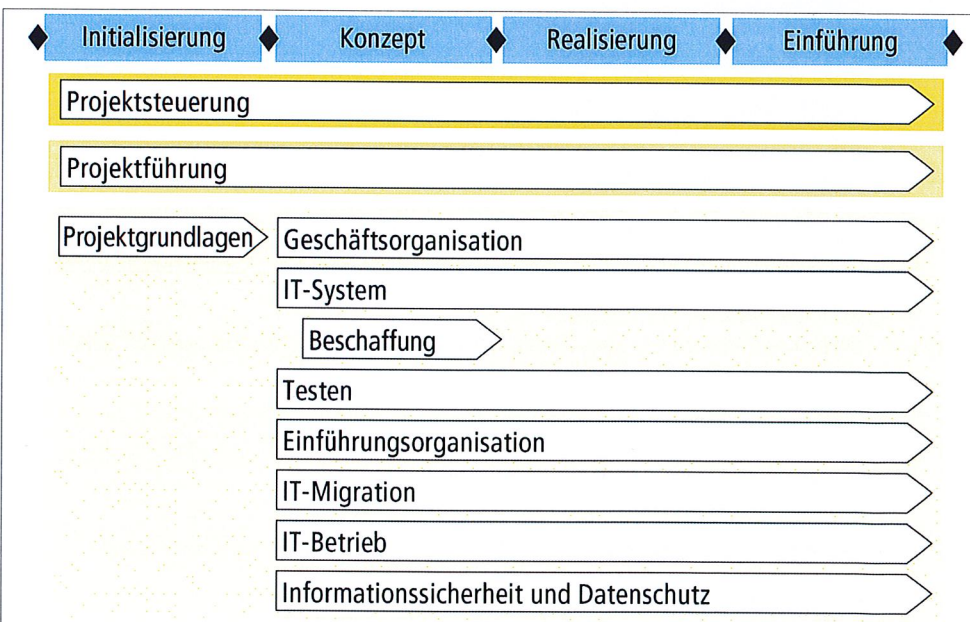 Initialisierung Konzept Realisierung Einführung
Projektsteuerung
Projektführung
Projektgrundlagen Geschäftsorganisation
IT-System
Beschaffung
Testen
Einführungsorganisation
IT-Migration
IT-Betrieb
Informationssicherheit und Datenschutz